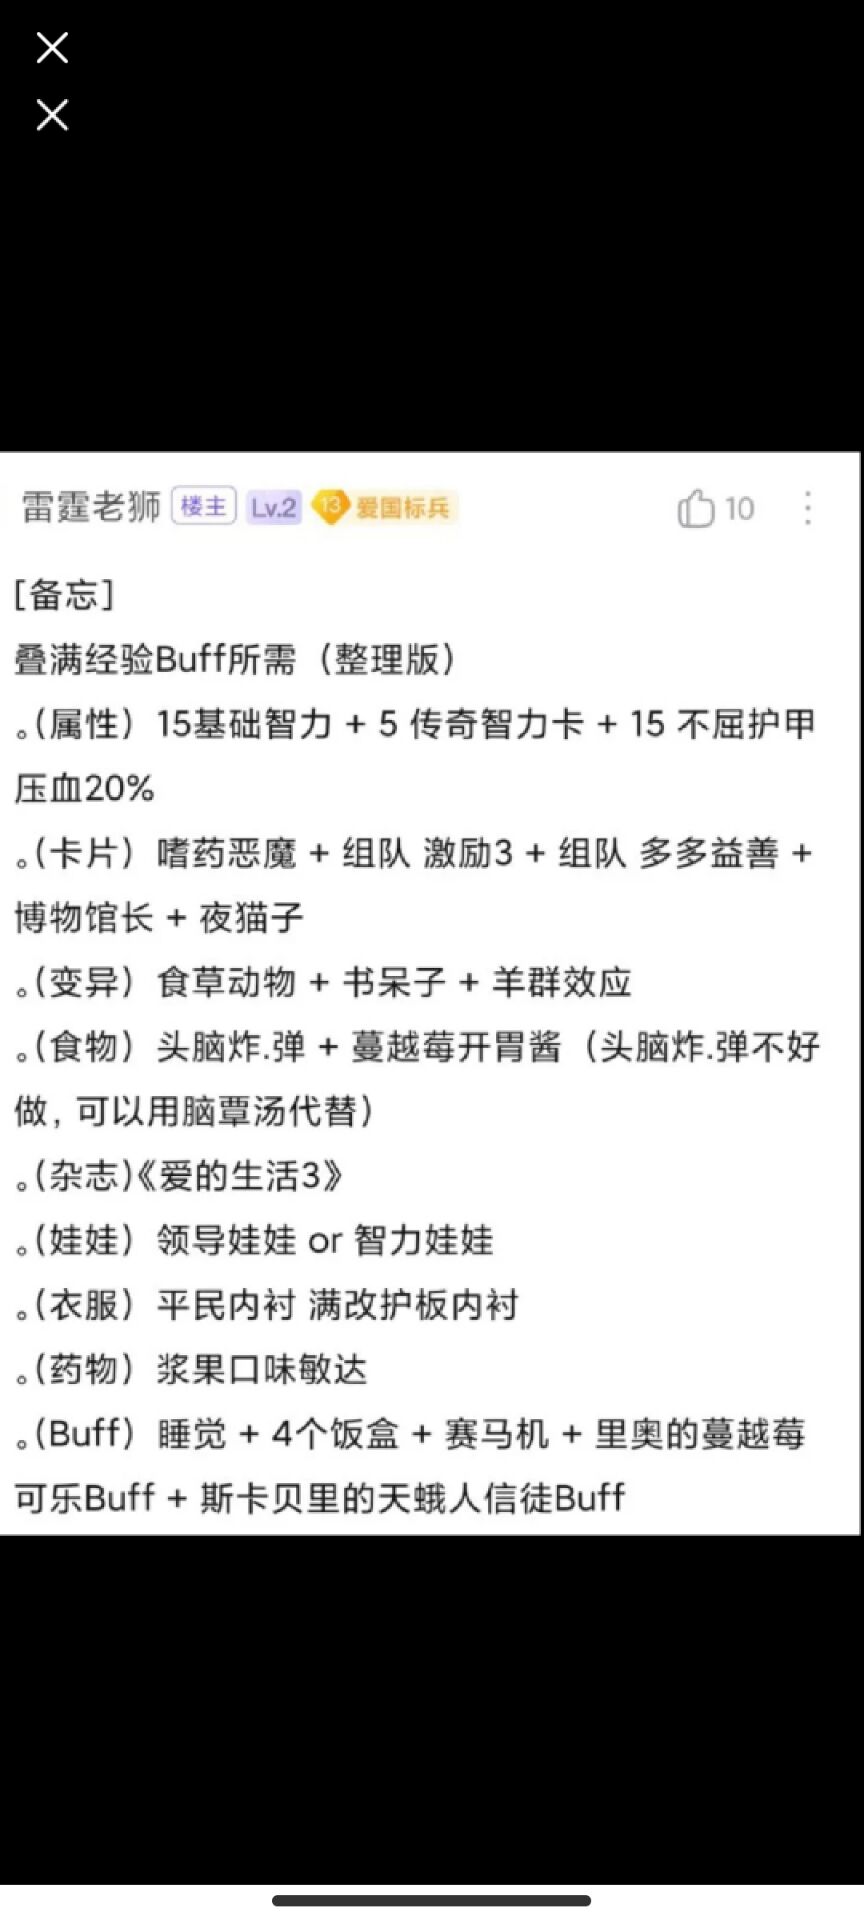 雷霆老狮 楼主 Lv.2 13 爱国标兵 10
[备忘]
叠满经验Buff所需（整理版）
。（属性）15基础智力 + 5 传奇智力卡 + 15 不屈护甲
压血20%
。（卡片）嗜药恶魔 + 组队 激励3 + 组队 多多益善 +
博物馆长 + 夜猫子
。（变异）食草动物 + 书呆子 + 羊群效应
。（食物）头脑炸.弹 + 蔓越莓开胃酱（头脑炸.弹不好
做, 可以用脑蕈汤代替）
。（杂志)《爱的生活3》
。（娃娃）领导娃娃 or 智力娃娃
。（衣服）平民内衬 满改护板内衬
。（药物）浆果口味敏达
。（Buff）睡觉 + 4个饭盒 + 赛马机 + 里奥的蔓越莓
可乐Buff + 斯卡贝里的天蛾人信徒Buff